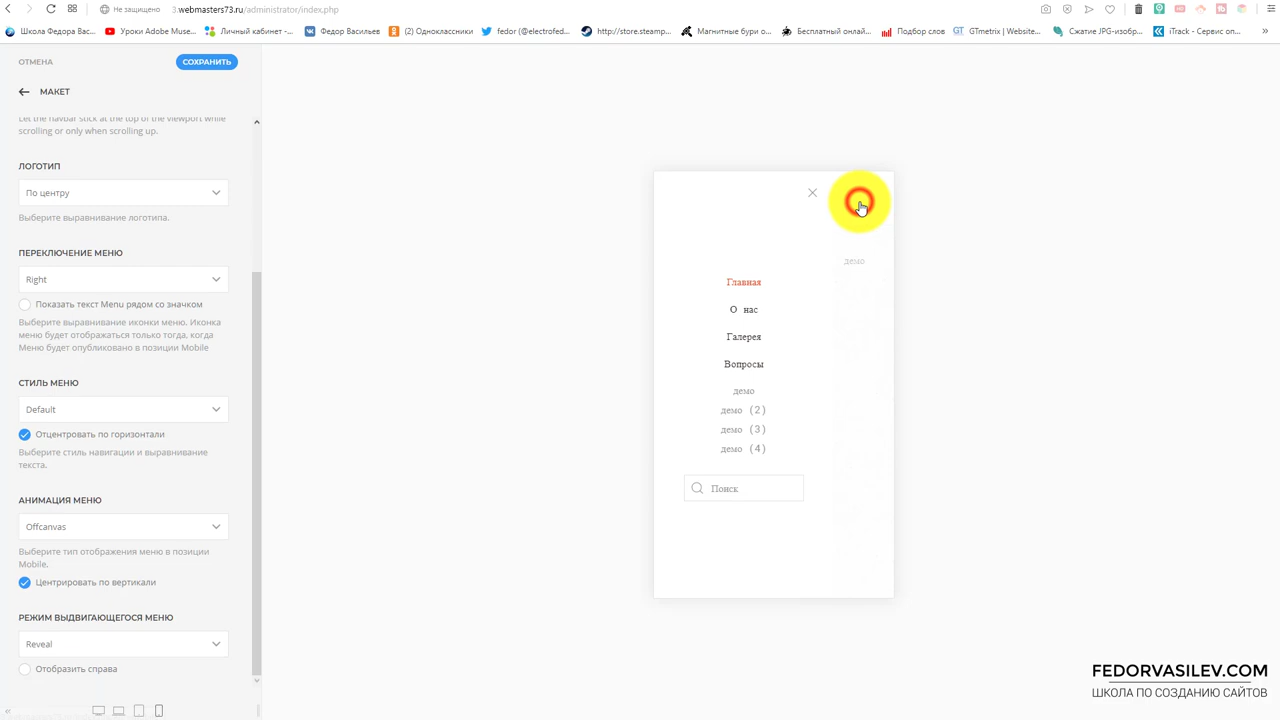 Не защищено
3.webmasters73.ru/administrator/index.php
Школа Федора Вас...
Уроки Adobe Muse...
Личный кабинет -...
Федор Васильев
(2) Одноклассники
fedor (@electrofed...
http://store.steamp...
Магнитные бури о...
Бесплатный онлай...
Подбор слов
GTmetrix | Website...
Сжатие JPG-изобр...
iTrack - Сервис оп...
ОТМЕНА
СОХРАНИТЬ
МАКЕТ
Let the navbar stick at the top of the viewport while
scrolling or only when scrolling up.
ЛОГОТИП
По центру
Выберите выравнивание логотипа.
ПЕРЕКЛЮЧЕНИЕ МЕНЮ
Right
Показать текст Menu рядом со значком
Выберите выравнивание иконки меню. Иконка
меню будет отображаться только тогда, когда
Меню будет опубликовано в позиции Mobile
СТИЛЬ МЕНЮ
Default
Отцентровать по горизонтали
Выберите стиль навигации и выравнивание
текста.
АНИМАЦИЯ МЕНЮ
Offcanvas
Выберите тип отображения меню в позиции
Mobile.
Центрировать по вертикали
РЕЖИМ ВЫДВИГАЮЩЕГОСЯ МЕНЮ
Reveal
Отобразить справа
демо
Главная
О нас
Галерея
Вопросы
демо
демо (2)
демо (3)
демо (4)
Поиск
FEDORVASILEV.COM
ШКОЛА ПО СОЗДАНИЮ САЙТОВ